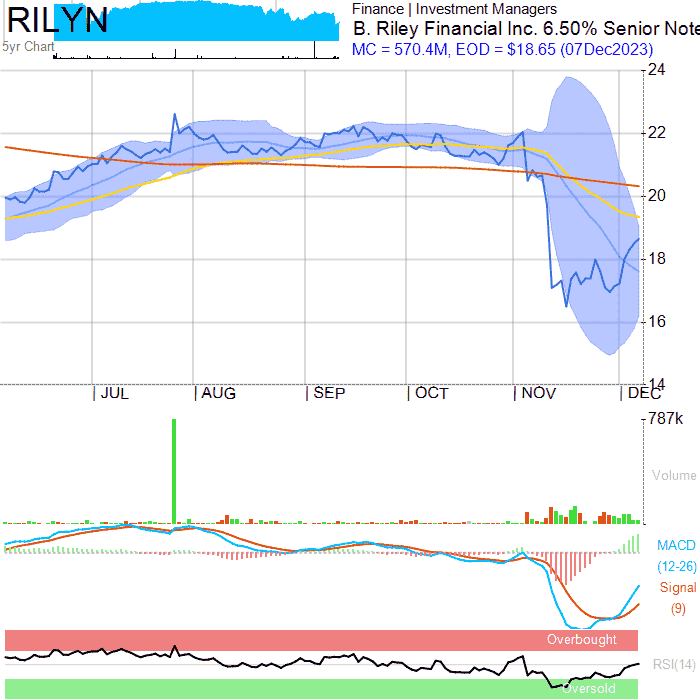 RILYN
5yr Chart
Finance | Investment Managers
B. Riley Financial Inc. 6.50% Senior Note
MC = 570.4M, EOD = $18.65 (07Dec2023)
24
22
20
18
16
14
JUL AUG SEP OCT NOV DEC
787k
Volume
MACD
(12-26)
Signal
(9)
Overbought
RSI(14)
Oversold